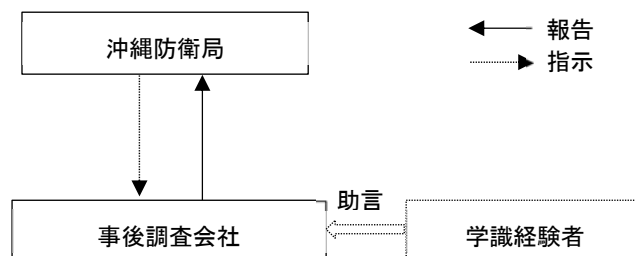 沖縄防衛局
報告
指示
助言
事後調査会社
学識経験者